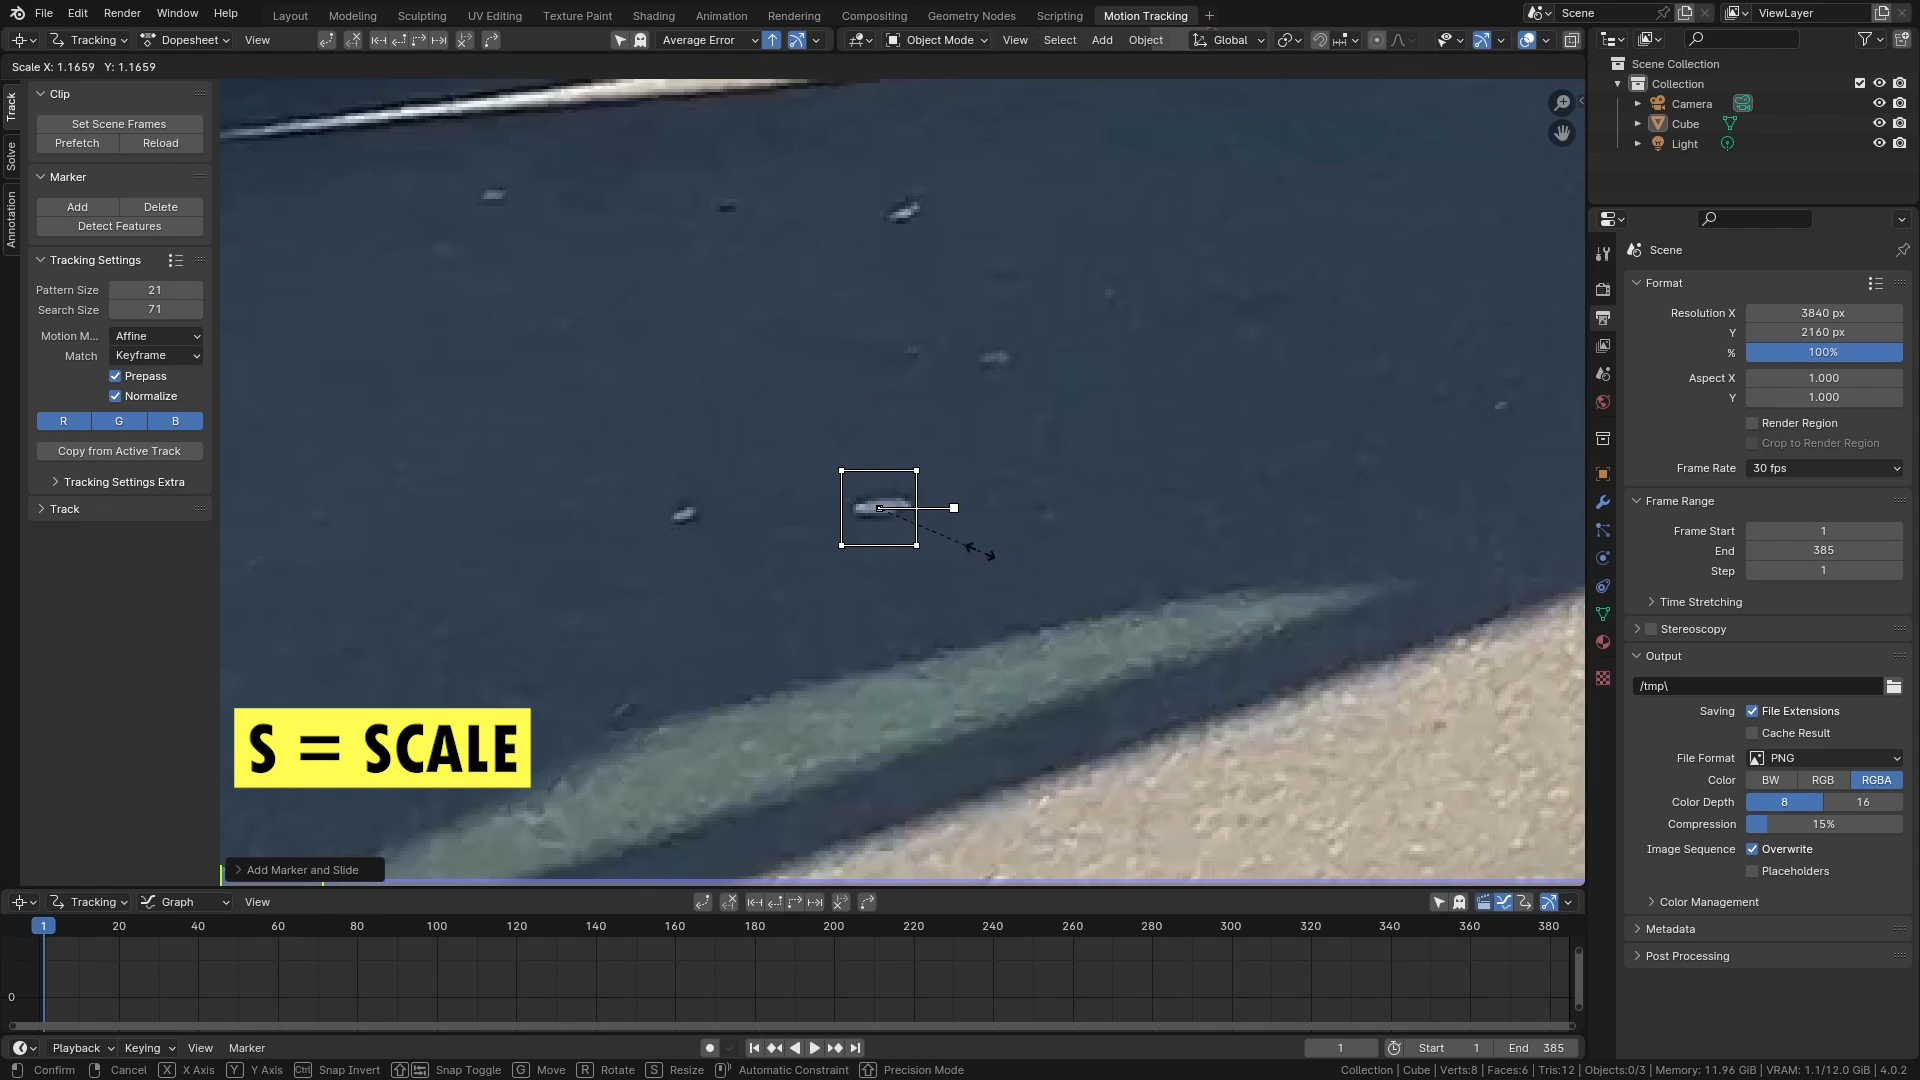 File Edit Render Window Help Layout Modeling Sculpting UV Editing Texture Paint Shading Animation Rendering Compositing Geometry Nodes Scripting Motion Tracking Scene ViewLayer
Tracking Dopesheet View Average Error Object Mode View Select Add Object Global
Scale X: 1.1659 Y: 1.1659
Track
Solve
Annotation
Clip
Set Scene Frames
Prefetch Reload
Marker
Add Delete
Detect Features
Tracking Settings
Pattern Size 21
Search Size 71
Motion M... Affine
Match Keyframe
Prepass
Normalize
R G B
Copy from Active Track
Tracking Settings Extra
Track
S = SCALE
Add Marker and Slide
Scene Collection
Collection
Camera
Cube
Light
Scene
Format
Resolution X 3840 px
Y 2160 px
% 100%
Aspect X 1.000
Y 1.000
Render Region
Crop to Render Region
Frame Rate 30 fps
Frame Range
Frame Start 1
End 385
Step 1
Time Stretching
Stereoscopy
Output
/tmp\
Saving File Extensions
Cache Result
File Format PNG
Color BW RGB RGBA
Color Depth 8 16
Compression 15%
Image Sequence Overwrite
Placeholders
Color Management
Metadata
Post Processing
Tracking Graph View
1 20 40 60 80 100 120 140 160 180 200 220 240 260 280 300 320 340 360 380
0
Playback Keying View Marker 1 Start 1 End 385
Confirm Cancel X X Axis Y Y Axis Ctrl Snap Invert Snap Toggle G Move R Rotate S Resize Automatic Constraint Precision Mode Collection | Cube | Verts:8 | Faces:6 | Tris:12 | Objects:0/3 | Memory: 11.96 GiB | VRAM: 1.1/12.0 GiB | 4.0.2